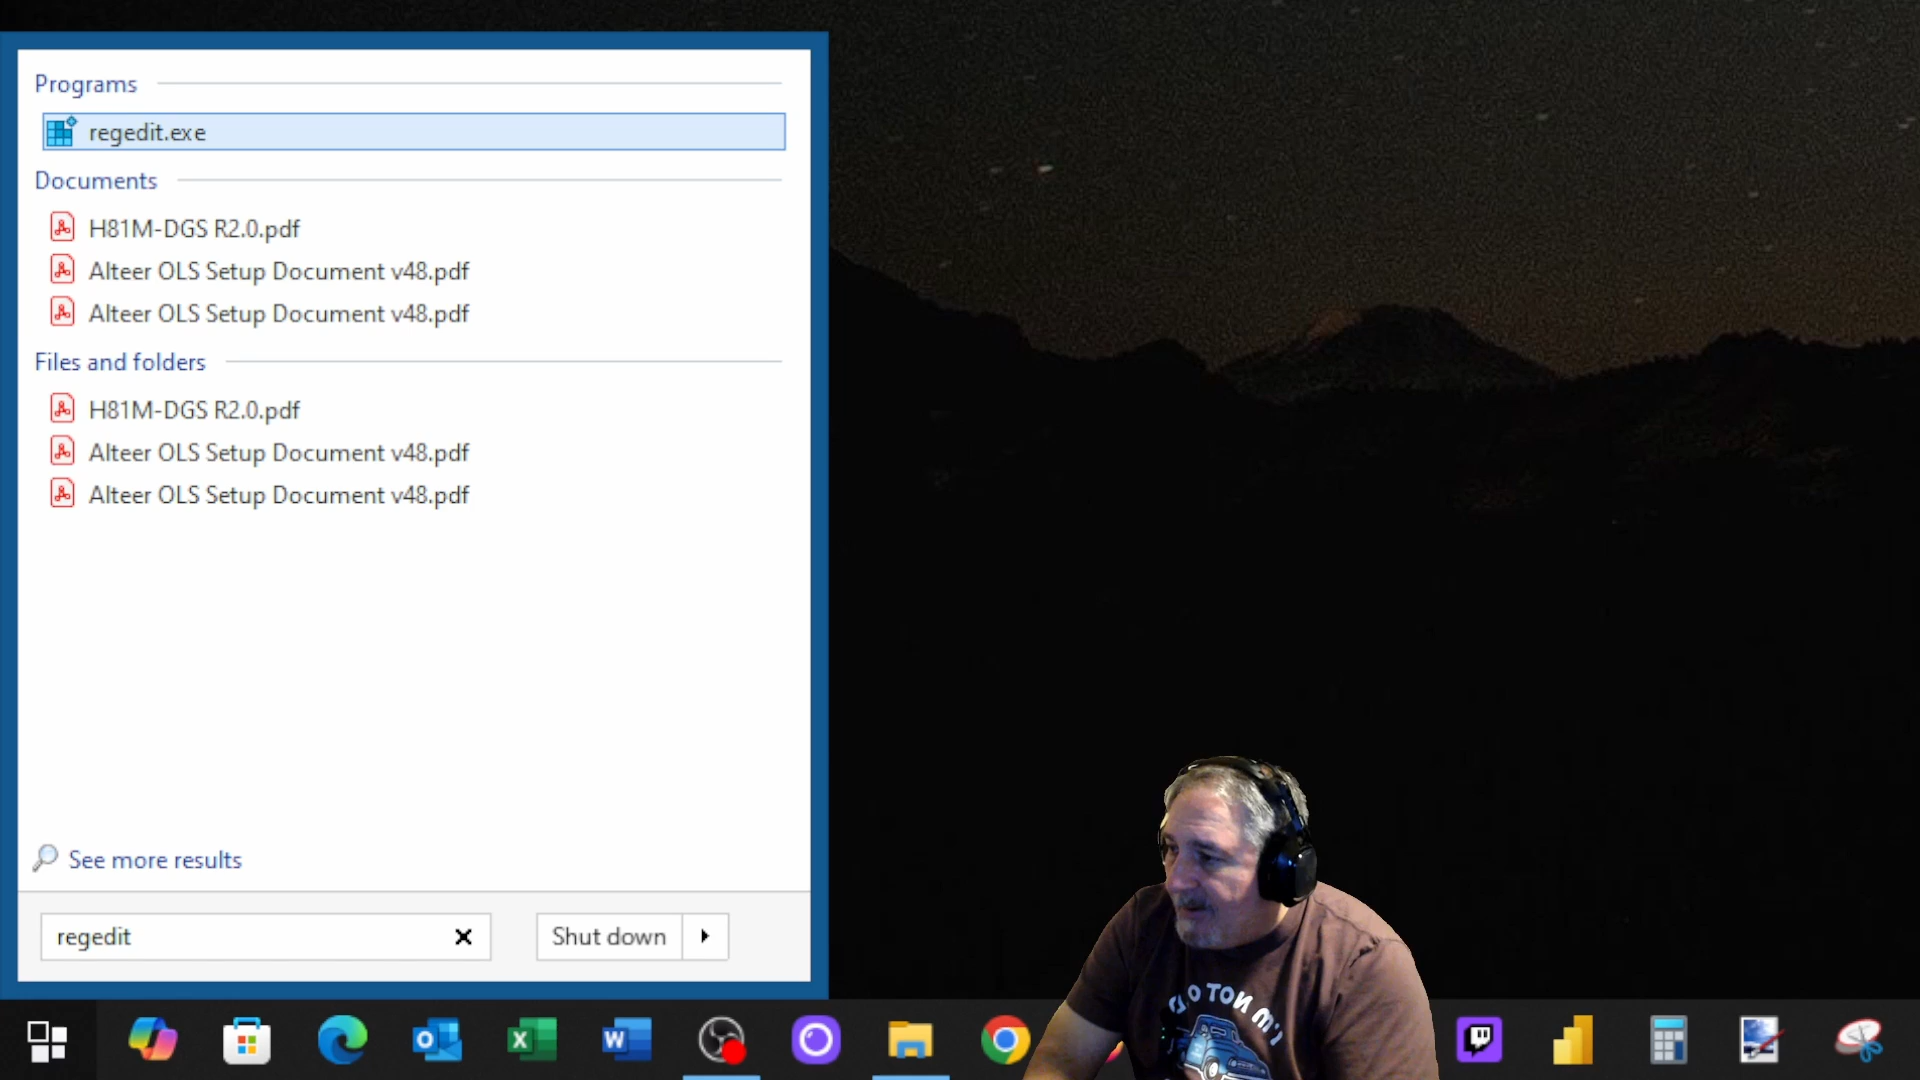 Programs
regedit.exe
Documents
H81M-DGS R2.0.pdf
Alteer OLS Setup Document v48.pdf
Alteer OLS Setup Document v48.pdf
Files and folders
H81M-DGS R2.0.pdf
Alteer OLS Setup Document v48.pdf
Alteer OLS Setup Document v48.pdf
See more results
regedit
Shut down
I'M NOT O